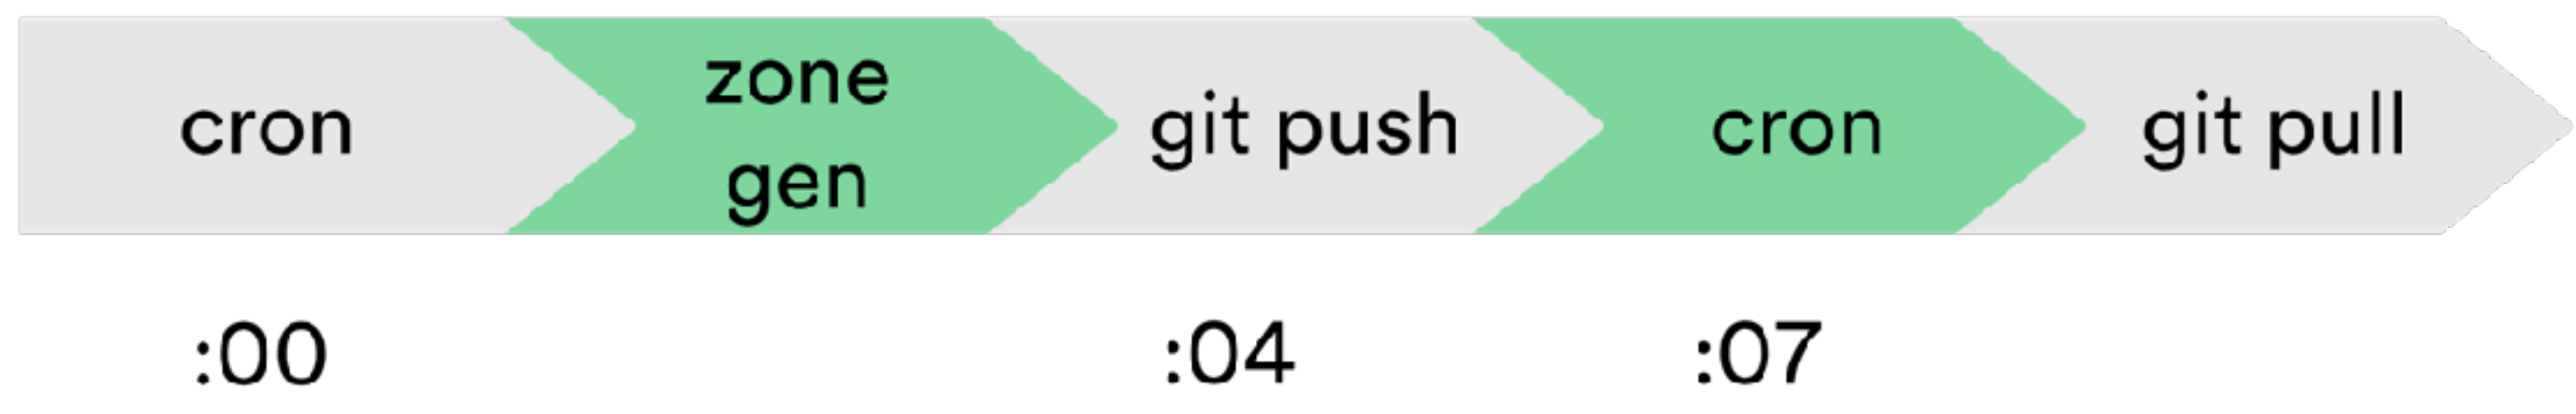 cron
zone
gen
git push
cron
git pull
:00
:04
:07